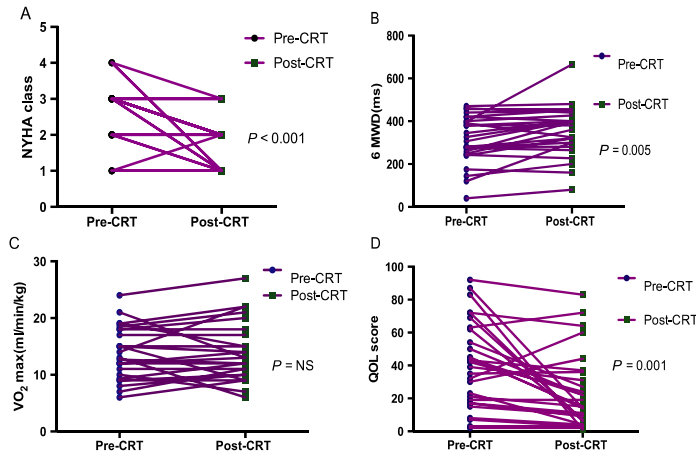 A
5
4
3
2
1
0
NYHA class
Pre-CRT
Post-CRT
Pre-CRT
Post-CRT
P < 0.001
B
800
600
400
200
0
6 MWD(ms)
Pre-CRT
Post-CRT
Pre-CRT
Post-CRT
P = 0.005
C
30
20
10
0
VO2 max(ml/min/kg)
Pre-CRT
Post-CRT
Pre-CRT
Post-CRT
P = NS
D
100
80
60
40
20
0
QOL score
Pre-CRT
Post-CRT
Pre-CRT
Post-CRT
P = 0.001